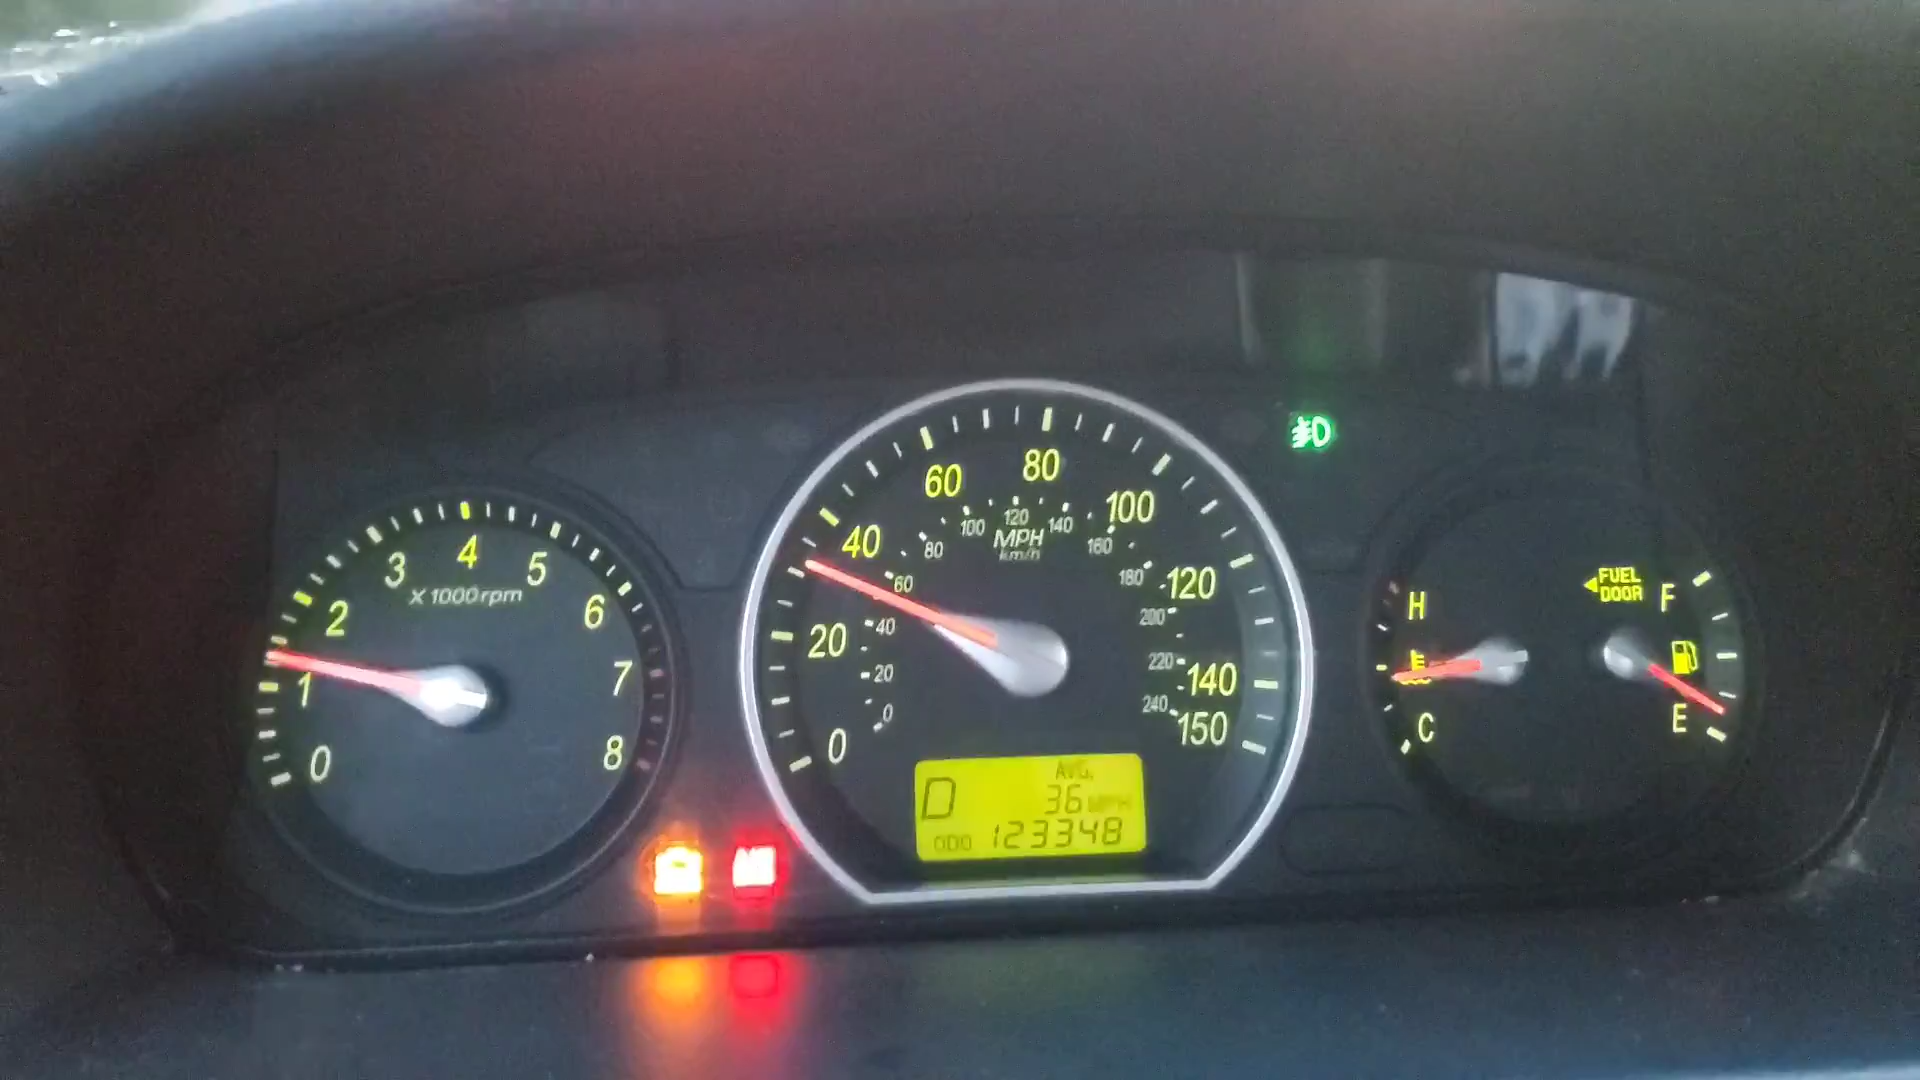 0 1 2 3 4 5 6 7 8
X 1000rpm
0 20 40 60 80 100 120 140 150
MPH
km/h
0 20 40 60 80 100 120 140 160 180 200 220 240
D
AVG.
36 MPH
ODO 123348
H
C
FUEL
DOOR
F
E